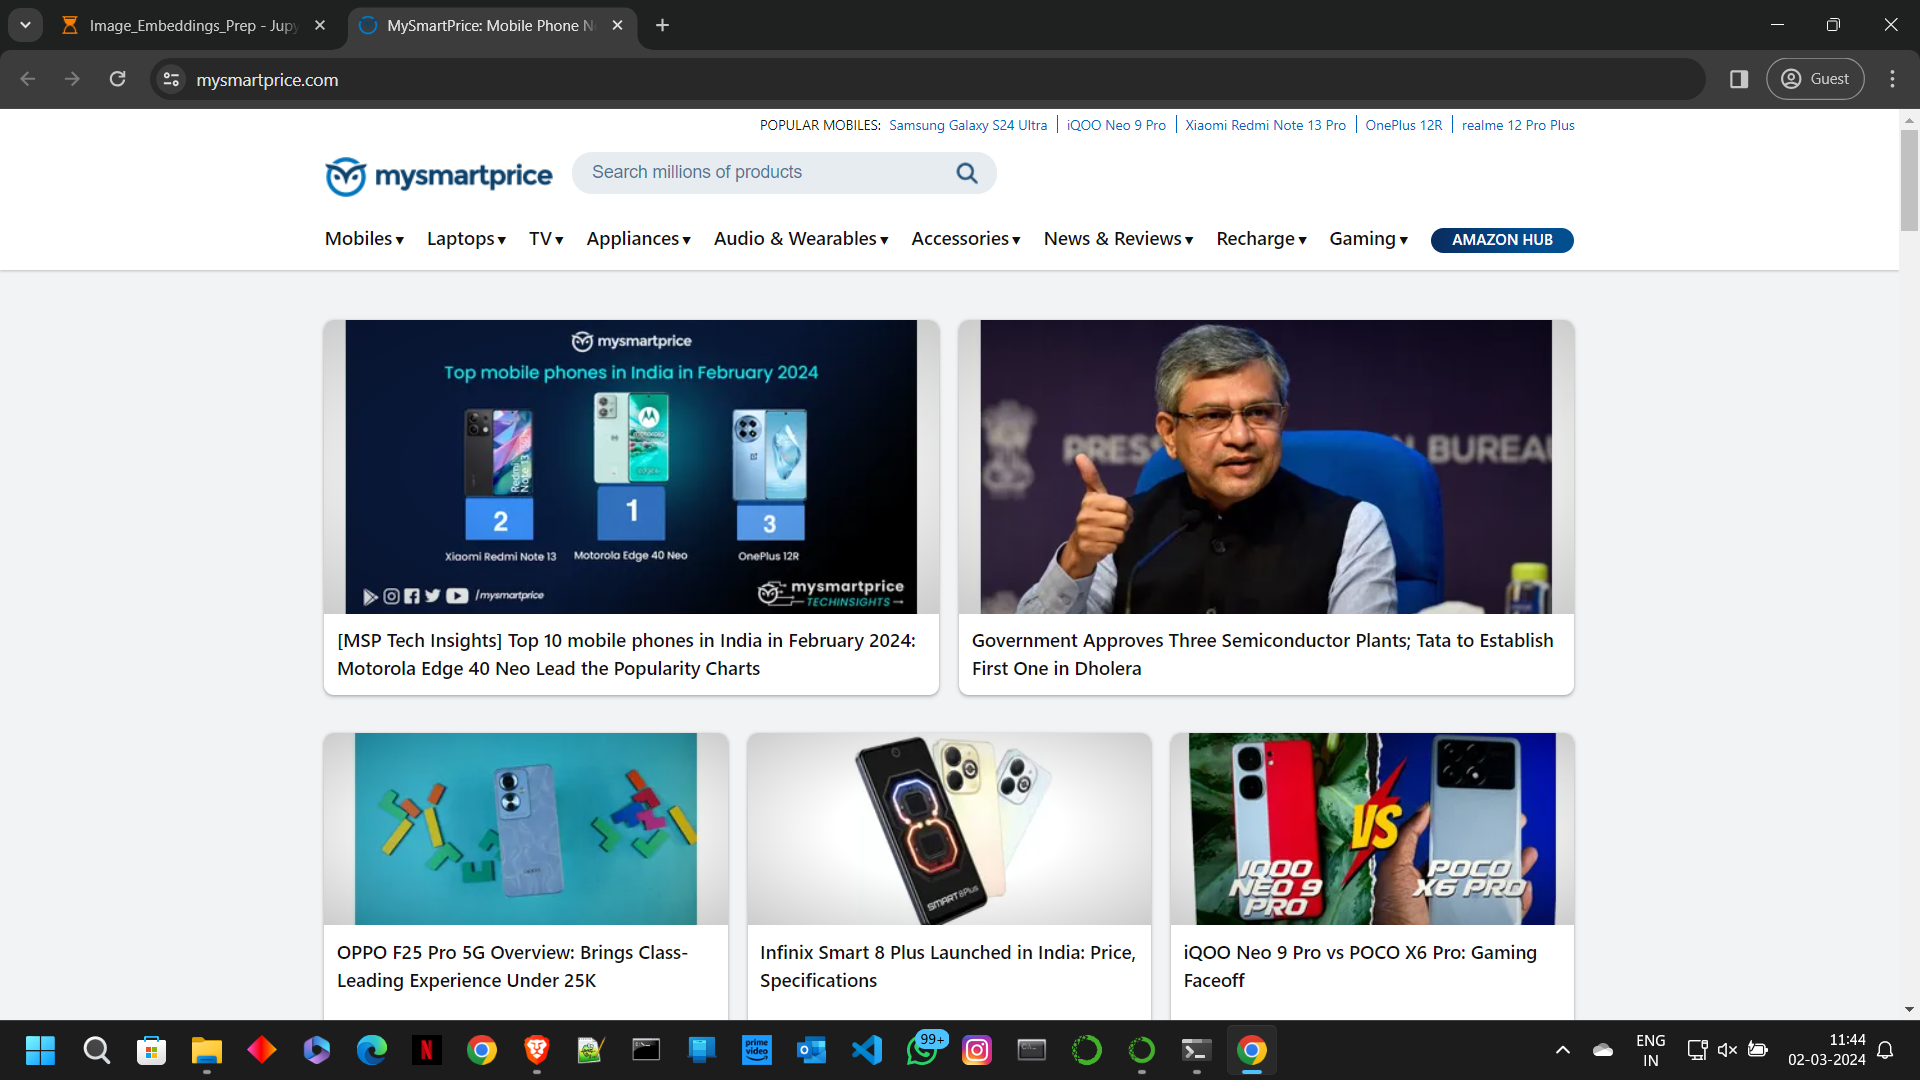 Image_Embeddings_Prep - Jupy
MySmartPrice: Mobile Phone N
mysmartprice.com
Guest
POPULAR MOBILES: Samsung Galaxy S24 Ultra iQOO Neo 9 Pro Xiaomi Redmi Note 13 Pro OnePlus 12R realme 12 Pro Plus
mysmartprice
Search millions of products
Mobiles Laptops TV Appliances Audio & Wearables Accessories News & Reviews Recharge Gaming AMAZON HUB
mysmartprice
Top mobile phones in India in February 2024
Redmi Note 13
2
1
3
Xiaomi Redmi Note 13
Motorola Edge 40 Neo
OnePlus 12R
/mysmartprice
mysmartprice
TECHINSIGHTS
PRESS
N BUREAU
[MSP Tech Insights] Top 10 mobile phones in India in February 2024:
Motorola Edge 40 Neo Lead the Popularity Charts
Government Approves Three Semiconductor Plants; Tata to Establish
First One in Dholera
SMART 8 Plus
IQOO
NEO 9
PRO
VS
POCO
X6 PRO
OPPO F25 Pro 5G Overview: Brings Class-
Leading Experience Under 25K
Infinix Smart 8 Plus Launched in India: Price,
Specifications
iQOO Neo 9 Pro vs POCO X6 Pro: Gaming
Faceoff
prime
video
99+
ENG
IN
11:44
02-03-2024